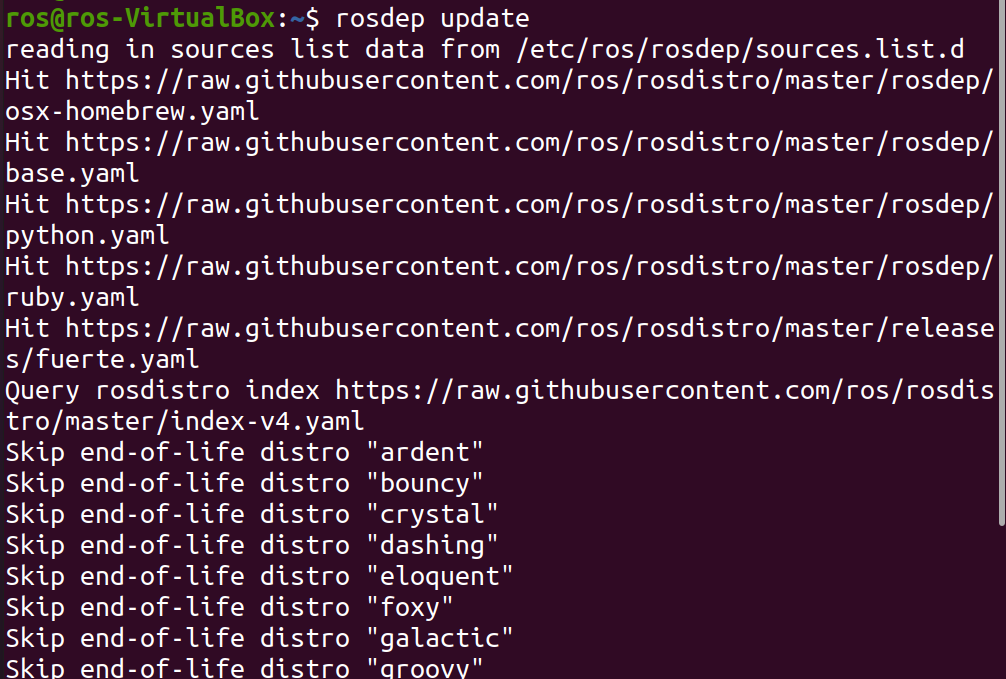 ros@ros-VirtualBox:~$ rosdep update
reading in sources list data from /etc/ros/rosdep/sources.list.d
Hit https://raw.githubusercontent.com/ros/rosdistro/master/rosdep/
osx-homebrew.yaml
Hit https://raw.githubusercontent.com/ros/rosdistro/master/rosdep/
base.yaml
Hit https://raw.githubusercontent.com/ros/rosdistro/master/rosdep/
python.yaml
Hit https://raw.githubusercontent.com/ros/rosdistro/master/rosdep/
ruby.yaml
Hit https://raw.githubusercontent.com/ros/rosdistro/master/release
s/fuerte.yaml
Query rosdistro index https://raw.githubusercontent.com/ros/rosdis
tro/master/index-v4.yaml
Skip end-of-life distro "ardent"
Skip end-of-life distro "bouncy"
Skip end-of-life distro "crystal"
Skip end-of-life distro "dashing"
Skip end-of-life distro "eloquent"
Skip end-of-life distro "foxy"
Skip end-of-life distro "galactic"
Skip end-of-life distro "groovy"